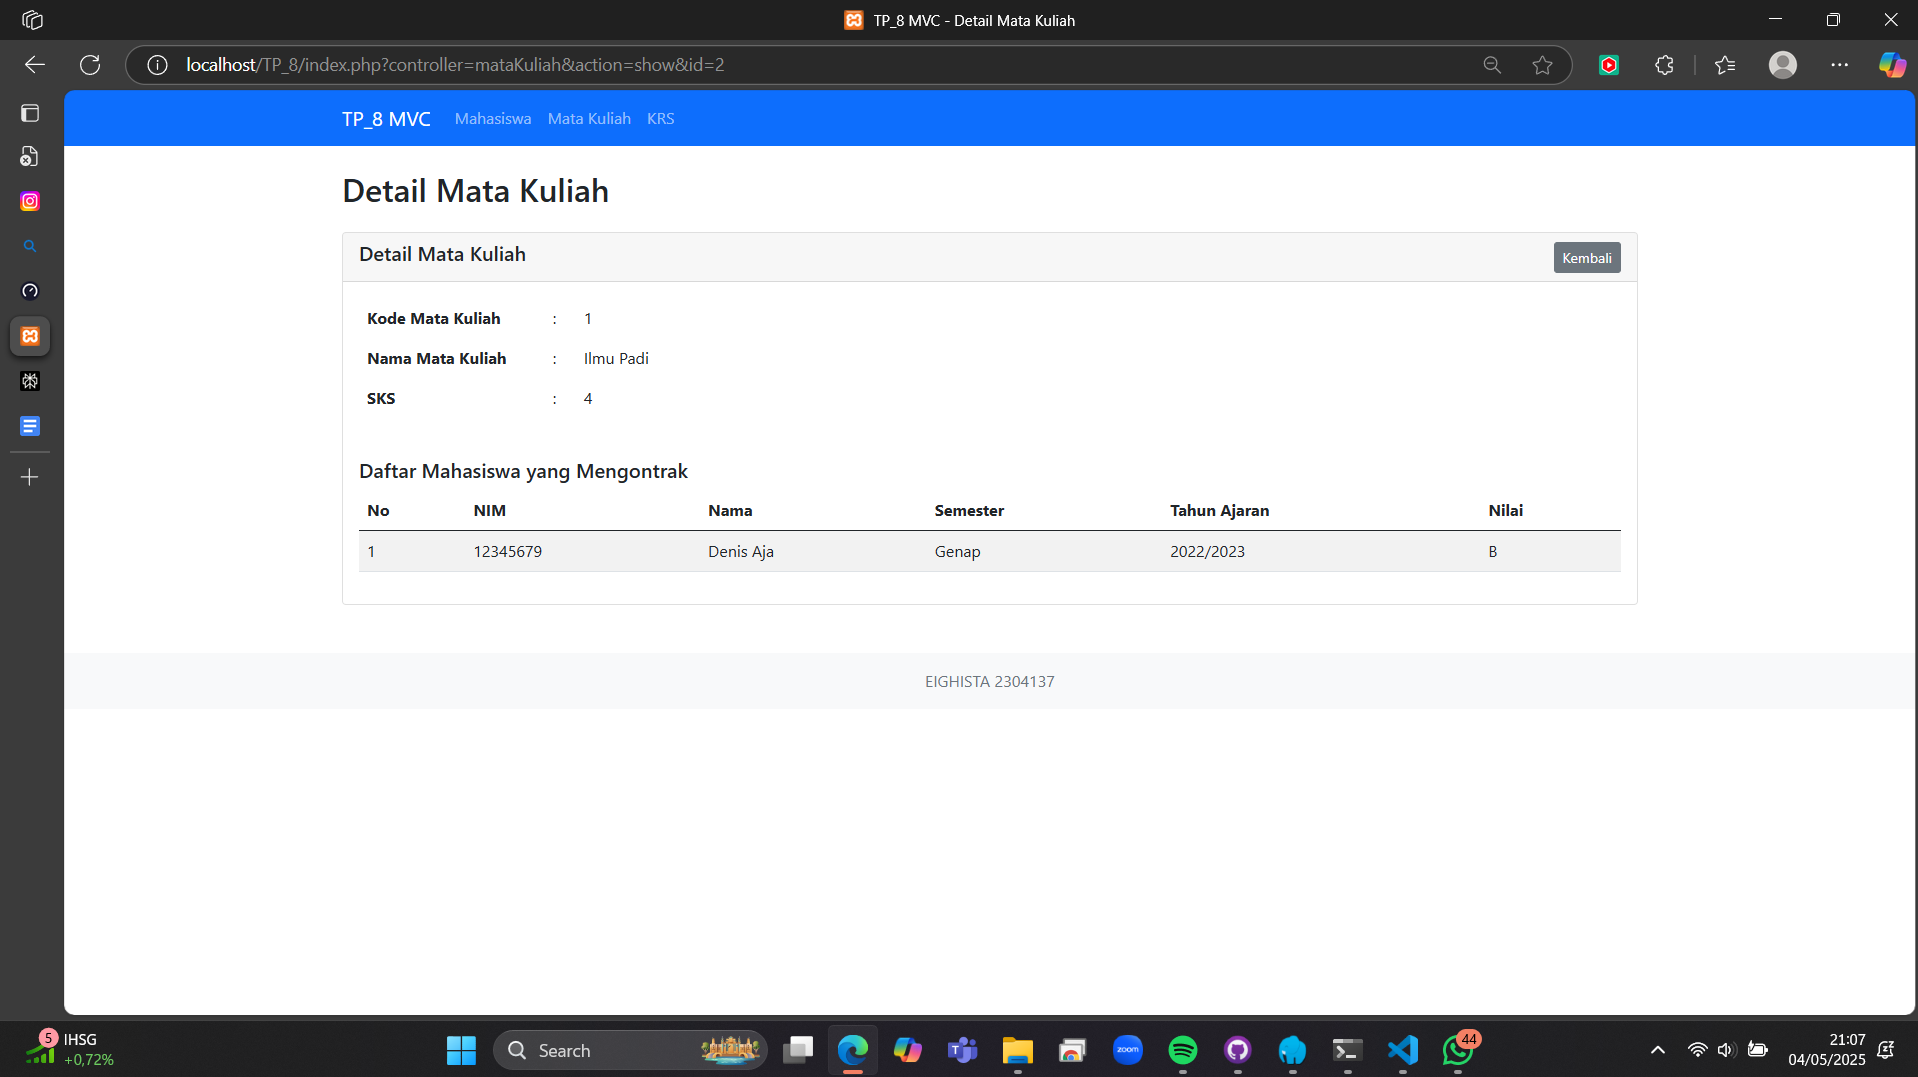 TP_8 MVC - Detail Mata Kuliah
localhost/TP_8/index.php?controller=mataKuliah&action=show&id=2
TP_8 MVC Mahasiswa Mata Kuliah KRS
Detail Mata Kuliah
Detail Mata Kuliah Kembali
Kode Mata Kuliah : 1
Nama Mata Kuliah : Ilmu Padi
SKS : 4
Daftar Mahasiswa yang Mengontrak
No NIM Nama Semester Tahun Ajaran Nilai
1 12345679 Denis Aja Genap 2022/2023 B
EIGHISTA 2304137
5 IHSG
+0,72%
Search
zoom
44
21:07
04/05/2025